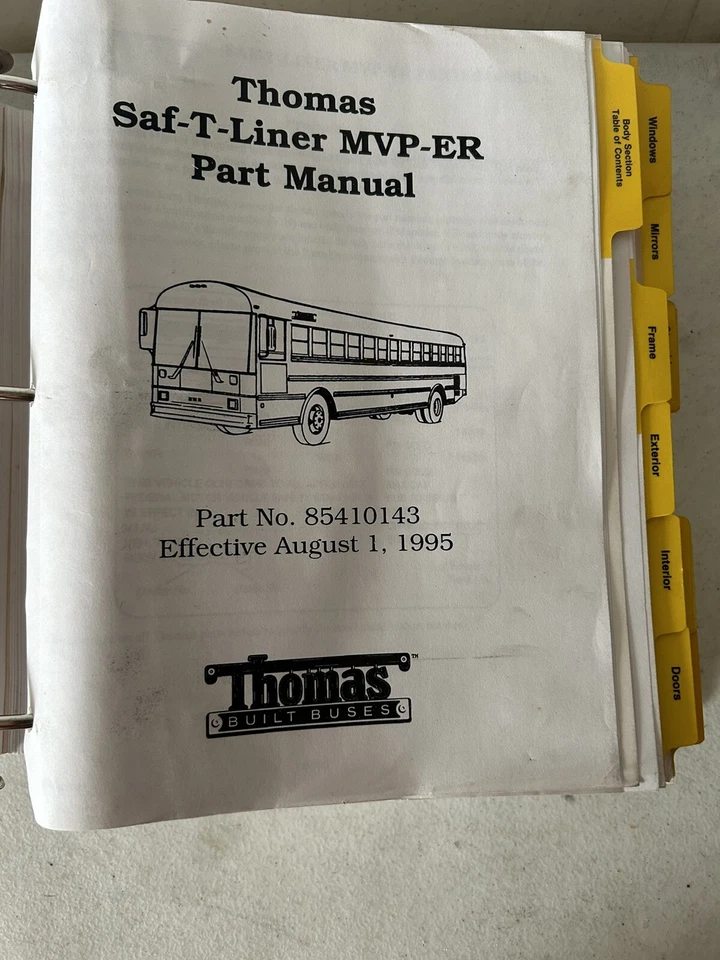 Thomas
Saf-T-Liner MVP-ER
Part Manual
Part No. 85410143
Effective August 1, 1995
Thomas™
BUILT BUSES
Body Section
Table of Contents
Windows
Mirrors
Frame
Exterior
Interior
Doors